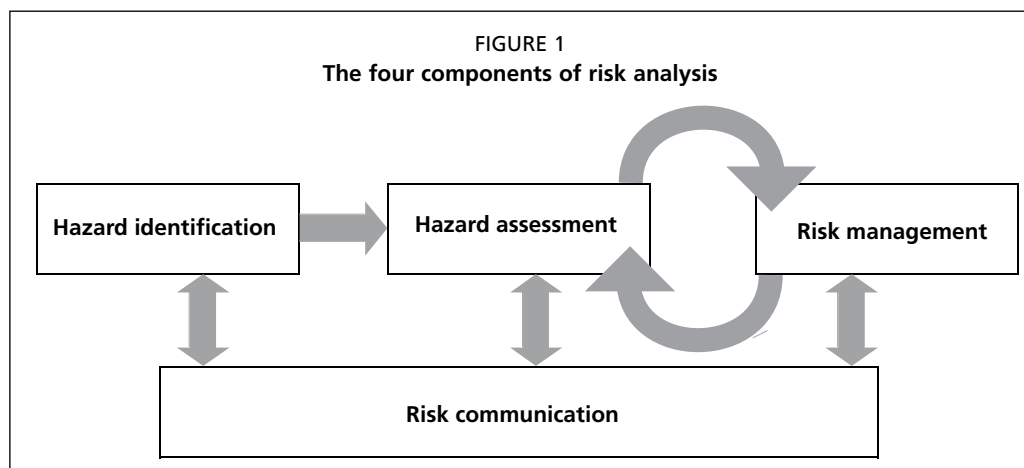 FIGURE 1
The four components of risk analysis
Hazard identification
Hazard assessment
Risk management
Risk communication